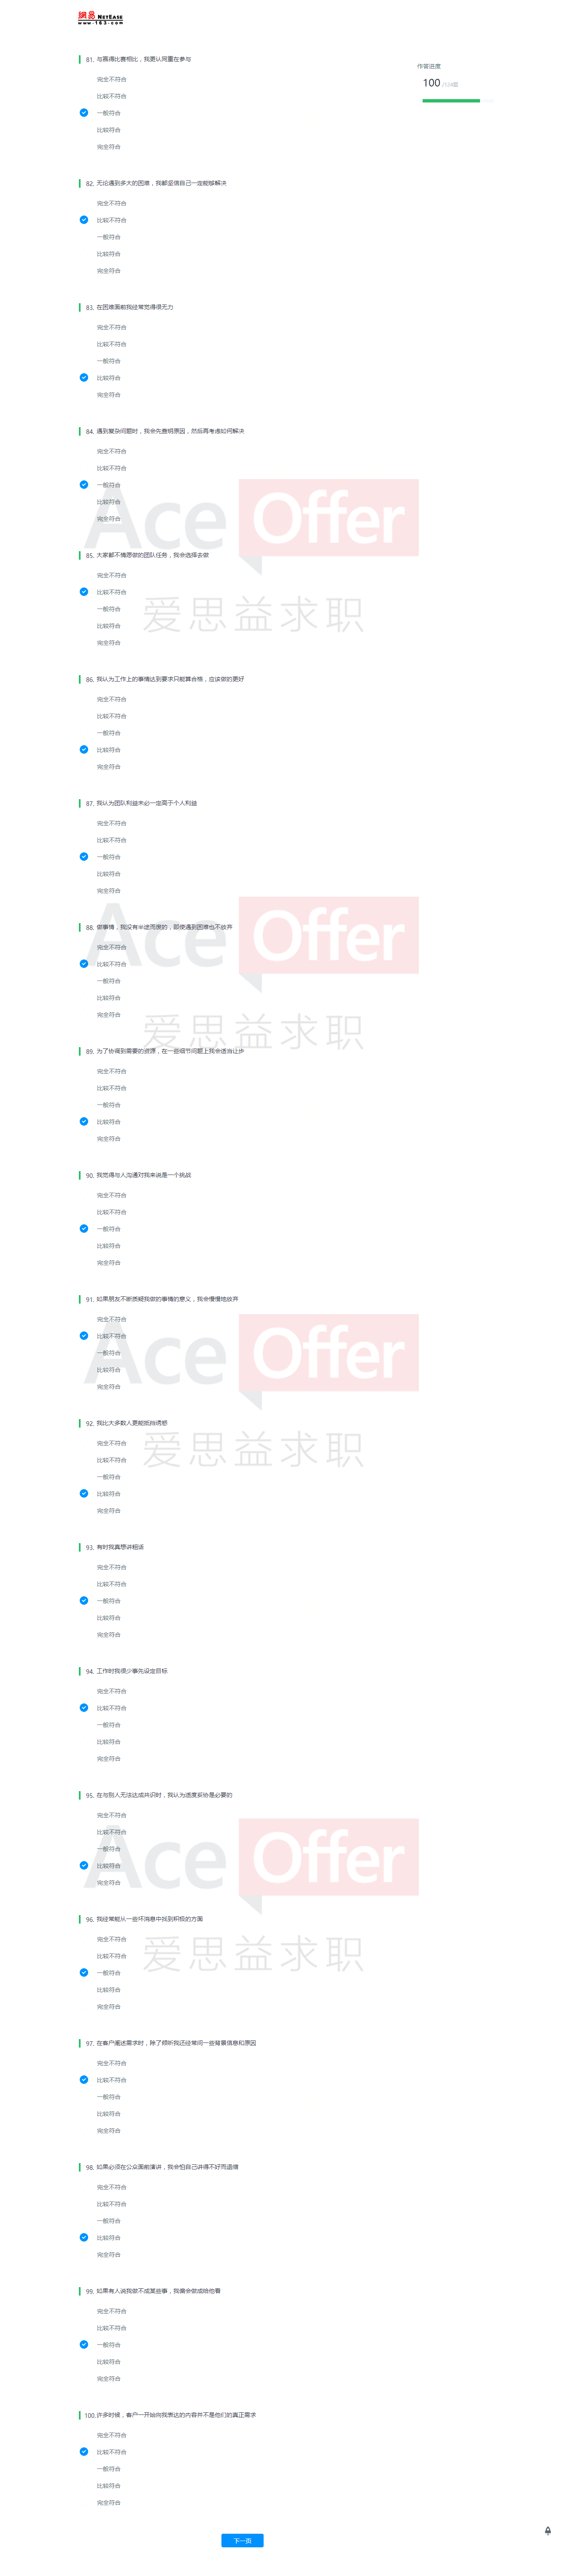 網易 NETEASE
www.163.com
作答进度
100 /124题
81. 与赢得比赛相比，我更认同重在参与
完全不符合
比较不符合
一般符合
比较符合
完全符合
82. 无论遇到多大的困难，我都坚信自己一定能够解决
完全不符合
比较不符合
一般符合
比较符合
完全符合
83. 在困难面前我经常觉得很无力
完全不符合
比较不符合
一般符合
比较符合
完全符合
84. 遇到复杂问题时，我会先查明原因，然后再考虑如何解决
完全不符合
比较不符合
一般符合
比较符合
完全符合
Ace Offer
爱思益求职
85. 大家都不情愿做的团队任务，我会选择去做
完全不符合
比较不符合
一般符合
比较符合
完全符合
86. 我认为工作上的事情达到要求只能算合格，应该做的更好
完全不符合
比较不符合
一般符合
比较符合
完全符合
87. 我认为团队利益未必一定高于个人利益
完全不符合
比较不符合
一般符合
比较符合
完全符合
88. 做事情，我没有半途而废的，即使遇到困难也不放弃
完全不符合
比较不符合
一般符合
比较符合
完全符合
Ace Offer
爱思益求职
89. 为了协调到需要的资源，在一些细节问题上我会适当让步
完全不符合
比较不符合
一般符合
比较符合
完全符合
90. 我觉得与人沟通对我来说是一个挑战
完全不符合
比较不符合
一般符合
比较符合
完全符合
91. 如果朋友不断质疑我做的事情的意义，我会慢慢地放弃
完全不符合
比较不符合
一般符合
比较符合
完全符合
Ace Offer
爱思益求职
92. 我比大多数人更能抵挡诱惑
完全不符合
比较不符合
一般符合
比较符合
完全符合
93. 有时我真想讲粗话
完全不符合
比较不符合
一般符合
比较符合
完全符合
94. 工作时我很少事先设定目标
完全不符合
比较不符合
一般符合
比较符合
完全符合
95. 在与别人无法达成共识时，我认为适度妥协是必要的
完全不符合
比较不符合
一般符合
比较符合
完全符合
Ace Offer
爱思益求职
96. 我经常能从一些坏消息中找到积极的方面
完全不符合
比较不符合
一般符合
比较符合
完全符合
97. 在客户阐述需求时，除了倾听我还经常问一些背景信息和原因
完全不符合
比较不符合
一般符合
比较符合
完全符合
98. 如果必须在公众面前演讲，我会怕自己讲得不好而退缩
完全不符合
比较不符合
一般符合
比较符合
完全符合
99. 如果有人说我做不成某些事，我偏会做成给他看
完全不符合
比较不符合
一般符合
比较符合
完全符合
100. 许多时候，客户一开始向我表达的内容并不是他们的真正需求
完全不符合
比较不符合
一般符合
比较符合
完全符合
下一页